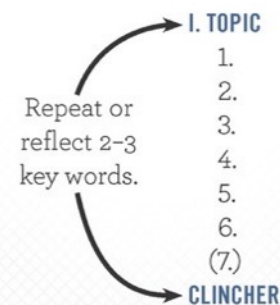 I. TOPIC
1.
2.
3.
4.
5.
6.
(7.)
CLINCHER
Repeat or
reflect 2–3
key words.